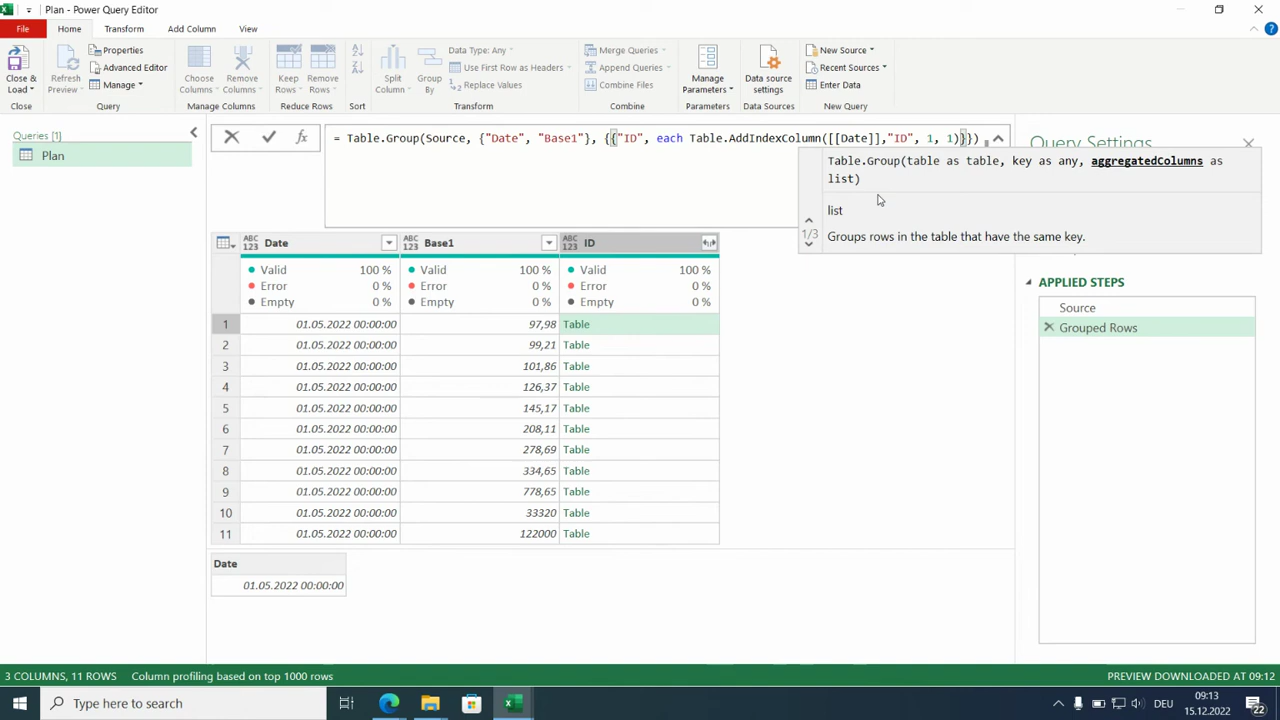 Plan - Power Query Editor
File Home Transform Add Column View
Close & Load
Refresh Preview
Properties
Advanced Editor
Manage
Choose Columns
Remove Columns
Keep Rows
Remove Rows
Split Column
Group By
Data Type: Any
Use First Row as Headers
Replace Values
Merge Queries
Append Queries
Combine Files
Manage Parameters
Data source settings
New Source
Recent Sources
Enter Data
Close Query Manage Columns Reduce Rows Sort Transform Combine Parameters Data Sources New Query
Queries [1]
Plan
= Table.Group(Source, {"Date", "Base1"}, {{"ID", each Table.AddIndexColumn([[Date]],"ID", 1, 1)}})
Query Settings
Table.Group(table as table, key as any, aggregatedColumns as
list)
list
1/3 Groups rows in the table that have the same key.
ABC 123 Date ABC 123 Base1 ABC 123 ID
Valid 100 % Valid 100 % Valid 100 %
Error 0 % Error 0 % Error 0 %
Empty 0 % Empty 0 % Empty 0 %
1 01.05.2022 00:00:00 97,98 Table
2 01.05.2022 00:00:00 99,21 Table
3 01.05.2022 00:00:00 101,86 Table
4 01.05.2022 00:00:00 126,37 Table
5 01.05.2022 00:00:00 145,17 Table
6 01.05.2022 00:00:00 208,11 Table
7 01.05.2022 00:00:00 278,69 Table
8 01.05.2022 00:00:00 334,65 Table
9 01.05.2022 00:00:00 778,65 Table
10 01.05.2022 00:00:00 33320 Table
11 01.05.2022 00:00:00 122000 Table
APPLIED STEPS
Source
Grouped Rows
Date
01.05.2022 00:00:00
3 COLUMNS, 11 ROWS Column profiling based on top 1000 rows PREVIEW DOWNLOADED AT 09:12
Type here to search
DEU
09:13
15.12.2022
22